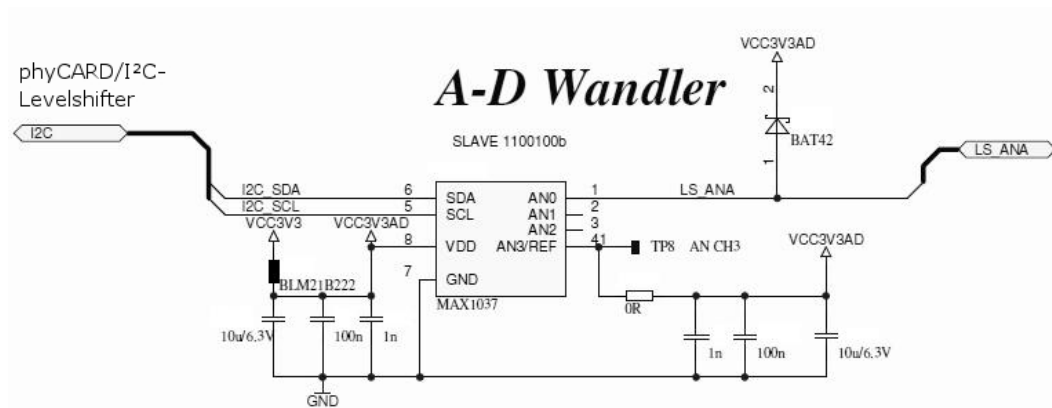 phyCARD/I²C-
Levelshifter
I2C
A-D Wandler
SLAVE 1100100b
VCC3V3AD
2
BAT42
1
LS_ANA
I2C_SDA
6
SDA
AN0
1
LS_ANA
I2C_SCL
5
SCL
AN1
2
AN2
3
VCC3V3
VCC3V3AD
8
VDD
AN3/REF
41
TP8 AN CH3
VCC3V3AD
7
GND
BLM21B222
MAX1037
0R
10u/6.3V
100n
1n
1n
100n
10u/6.3V
GND